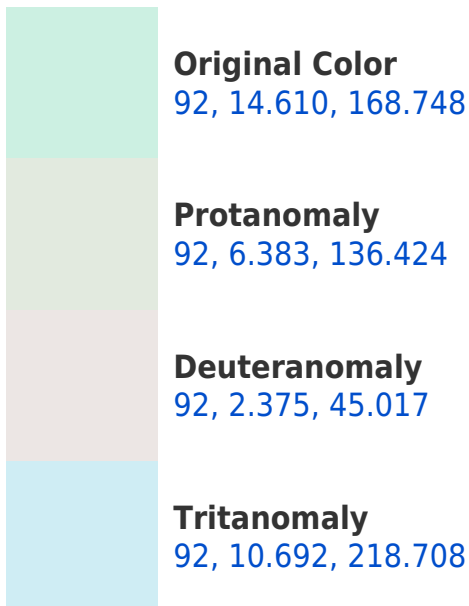 Original Color
92, 14.610, 168.748
Protanomaly
92, 6.383, 136.424
Deuteranomaly
92, 2.375, 45.017
Tritanomaly
92, 10.692, 218.708